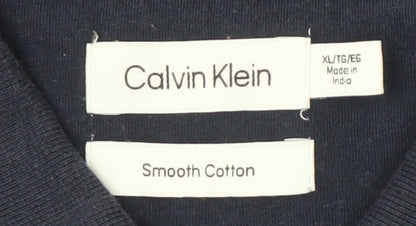 Calvin Klein
XL/TG/EG
Made in
India
Smooth Cotton